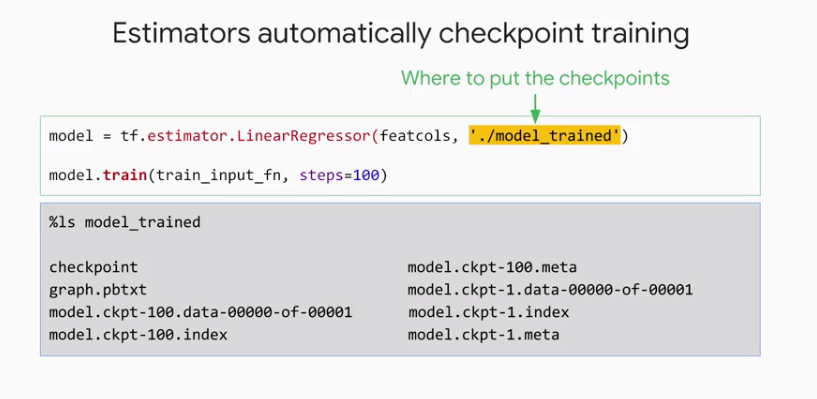 Estimators automatically checkpoint training
Where to put the checkpoints
model = tf.estimator.LinearRegressor(featcols, './model_trained')
model.train(train_input_fn, steps=100)
%ls model_trained
checkpoint model.ckpt-100.meta
graph.pbtxt model.ckpt-1.data-00000-of-00001
model.ckpt-100.data-00000-of-00001 model.ckpt-1.index
model.ckpt-100.index model.ckpt-1.meta